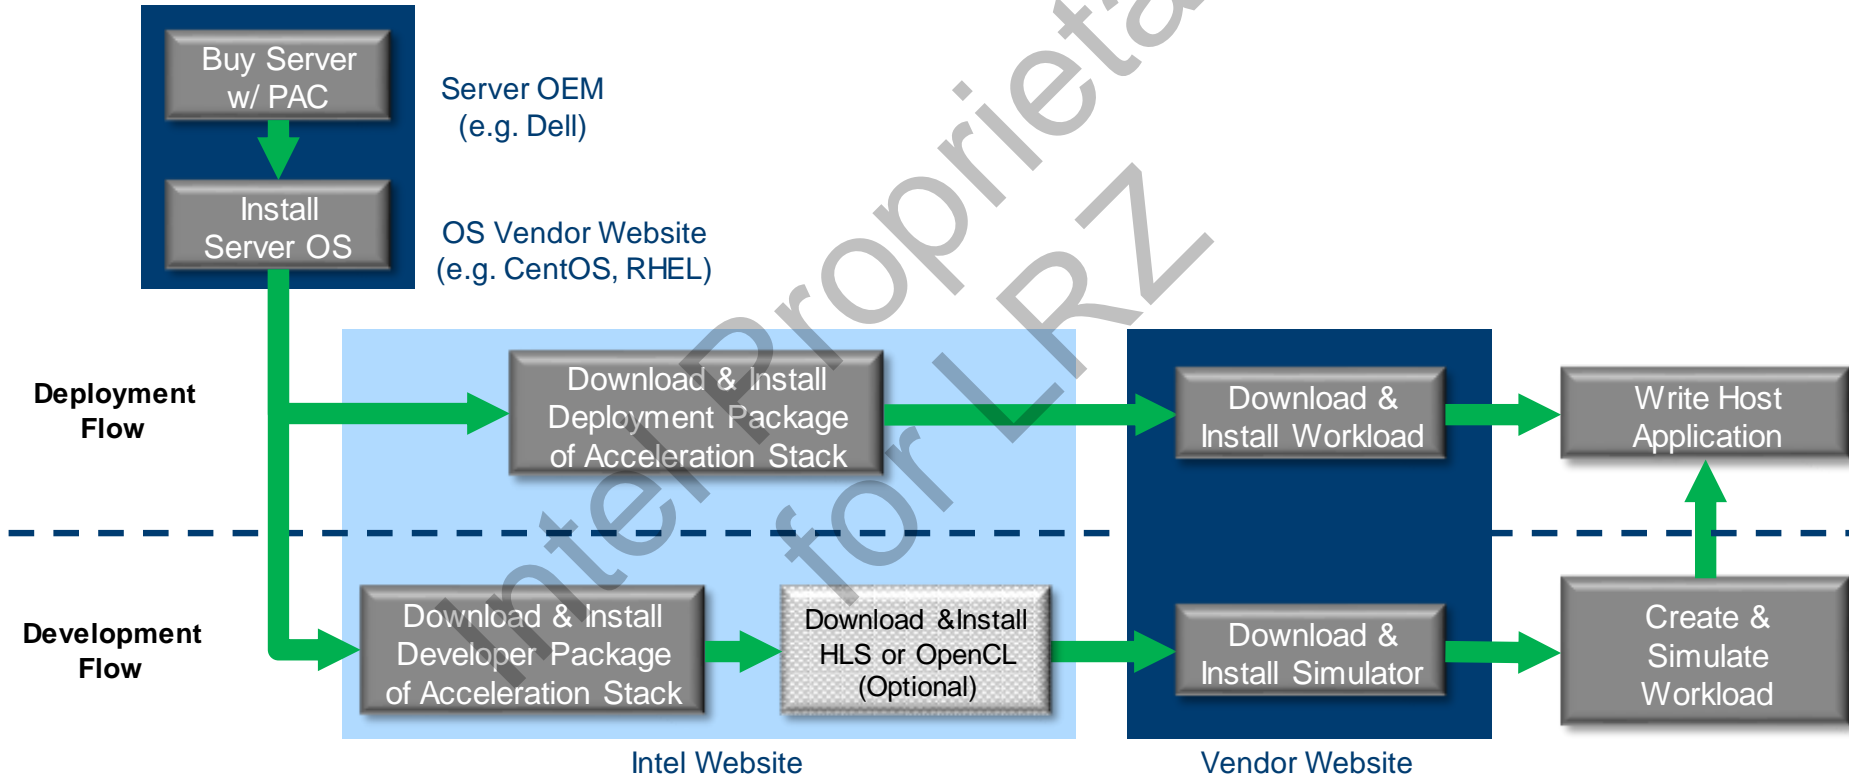 Buy Server
w/ PAC
Server OEM
(e.g. Dell)
Install
Server OS
OS Vendor Website
(e.g. CentOS, RHEL)
Deployment
Flow
Download & Install
Deployment Package
of Acceleration Stack
Download &
Install Workload
Write Host
Application
Development
Flow
Download & Install
Developer Package
of Acceleration Stack
Download &Install
HLS or OpenCL
(Optional)
Download &
Install Simulator
Create &
Simulate
Workload
Intel Website
Vendor Website
Intel
for LRZ